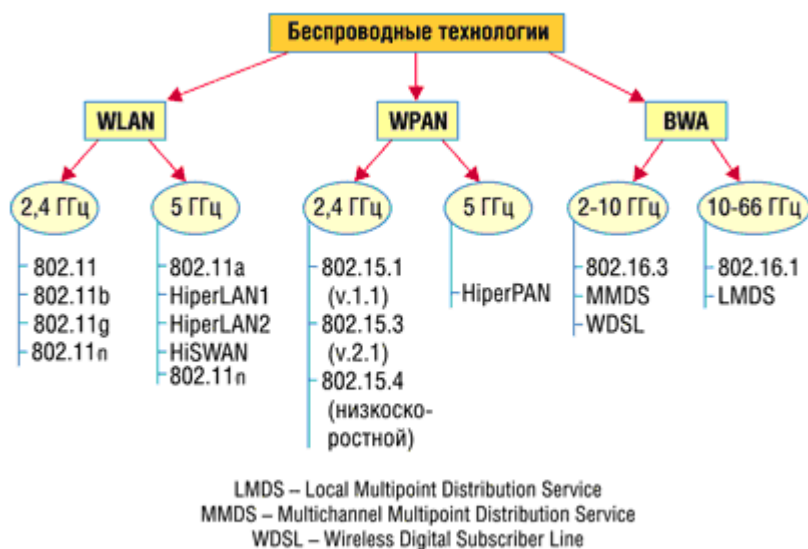 Беспроводные технологии
WLAN
WPAN
BWA
2,4 ГГц
5 ГГц
2,4 ГГц
5 ГГц
2-10 ГГц
10-66 ГГц
802.11
802.11b
802.11g
802.11n
802.11a
HiperLAN1
HiperLAN2
HiSWAN
802.11n
802.15.1
(v.1.1)
802.15.3
(v.2.1)
802.15.4
(низкоско-
ростной)
HiperPAN
802.16.3
MMDS
WDSL
802.16.1
LMDS
LMDS – Local Multipoint Distribution Service
MMDS – Multichannel Multipoint Distribution Service
WDSL – Wireless Digital Subscriber Line